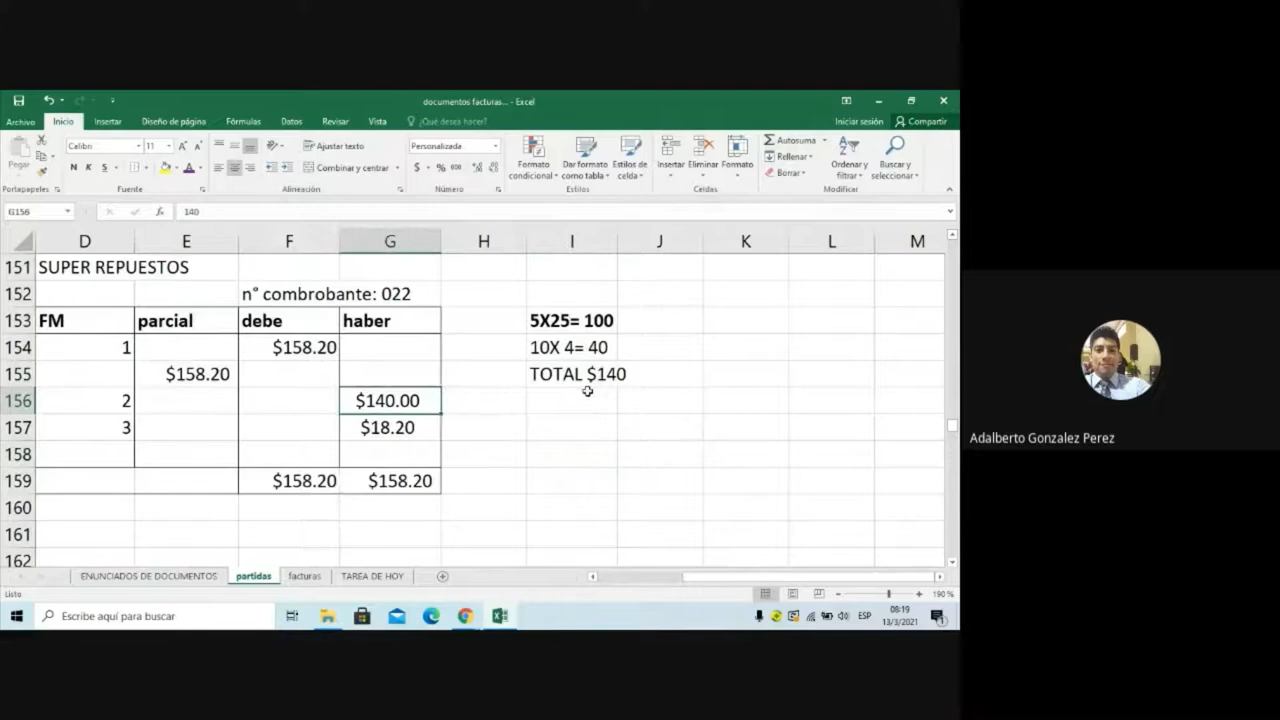 documentos facturas... - Excel
Archivo Inicio Insertar Diseño de página Fórmulas Datos Revisar Vista ¿Qué desea hacer? Iniciar sesión Compartir
Pegar
Calibri 11
N K S
Ajustar texto
Combinar y centrar
Personalizada
$ % 000
Formato condicional
Dar formato como tabla
Estilos de celda
Insertar Eliminar Formato
Autosuma
Rellenar
Borrar
Ordenar y filtrar
Buscar y seleccionar
Portapapeles Fuente Alineación Número Estilos Celdas Modificar
G156 fx 140
D E F G H I J K L M
151 SUPER REPUESTOS
152 n° combrobante: 022
153 FM parcial debe haber 5X25= 100
154 1 $158.20 10X 4= 40
155 $158.20 TOTAL $140
156 2 $140.00
157 3 $18.20
158
159 $158.20 $158.20
160
161
162
ENUNCIADOS DE DOCUMENTOS partidas facturas TAREA DE HOY
Listo 190 %
Escribe aquí para buscar
ESP
08:19
13/3/2021
Adalberto Gonzalez Perez